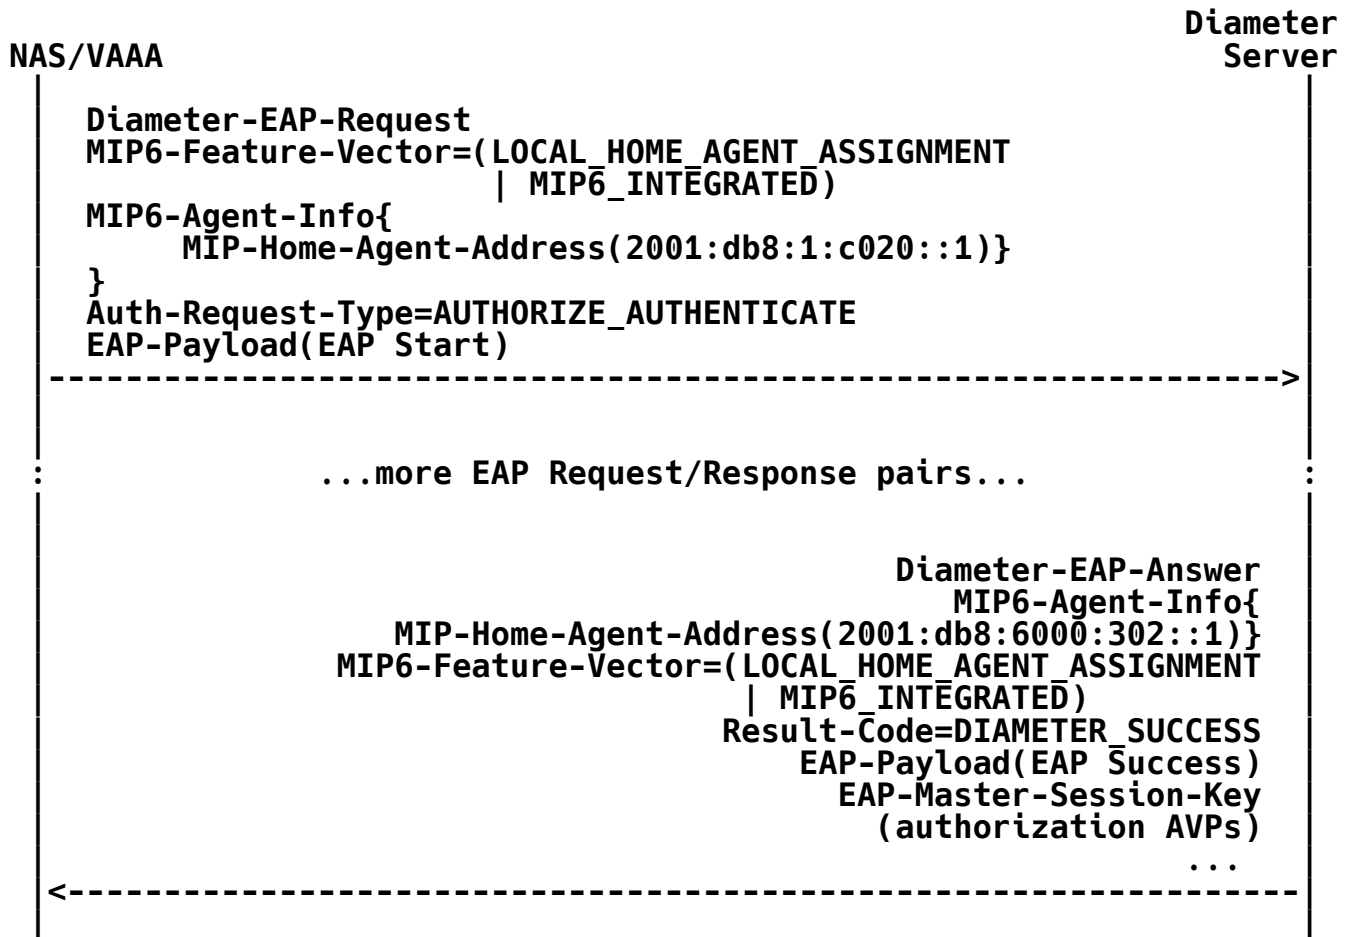 Diameter
NAS/VAAA Server
Diameter-EAP-Request
MIP6-Feature-Vector=(LOCAL_HOME_AGENT_ASSIGNMENT
| MIP6_INTEGRATED)
MIP6-Agent-Info{
MIP-Home-Agent-Address(2001:db8:1:c020::1)}
}
Auth-Request-Type=AUTHORIZE_AUTHENTICATE
EAP-Payload(EAP Start)
...more EAP Request/Response pairs...
Diameter-EAP-Answer
MIP6-Agent-Info{
MIP-Home-Agent-Address(2001:db8:6000:302::1)}
MIP6-Feature-Vector=(LOCAL_HOME_AGENT_ASSIGNMENT
| MIP6_INTEGRATED)
Result-Code=DIAMETER_SUCCESS
EAP-Payload(EAP Success)
EAP-Master-Session-Key
(authorization AVPs)
...